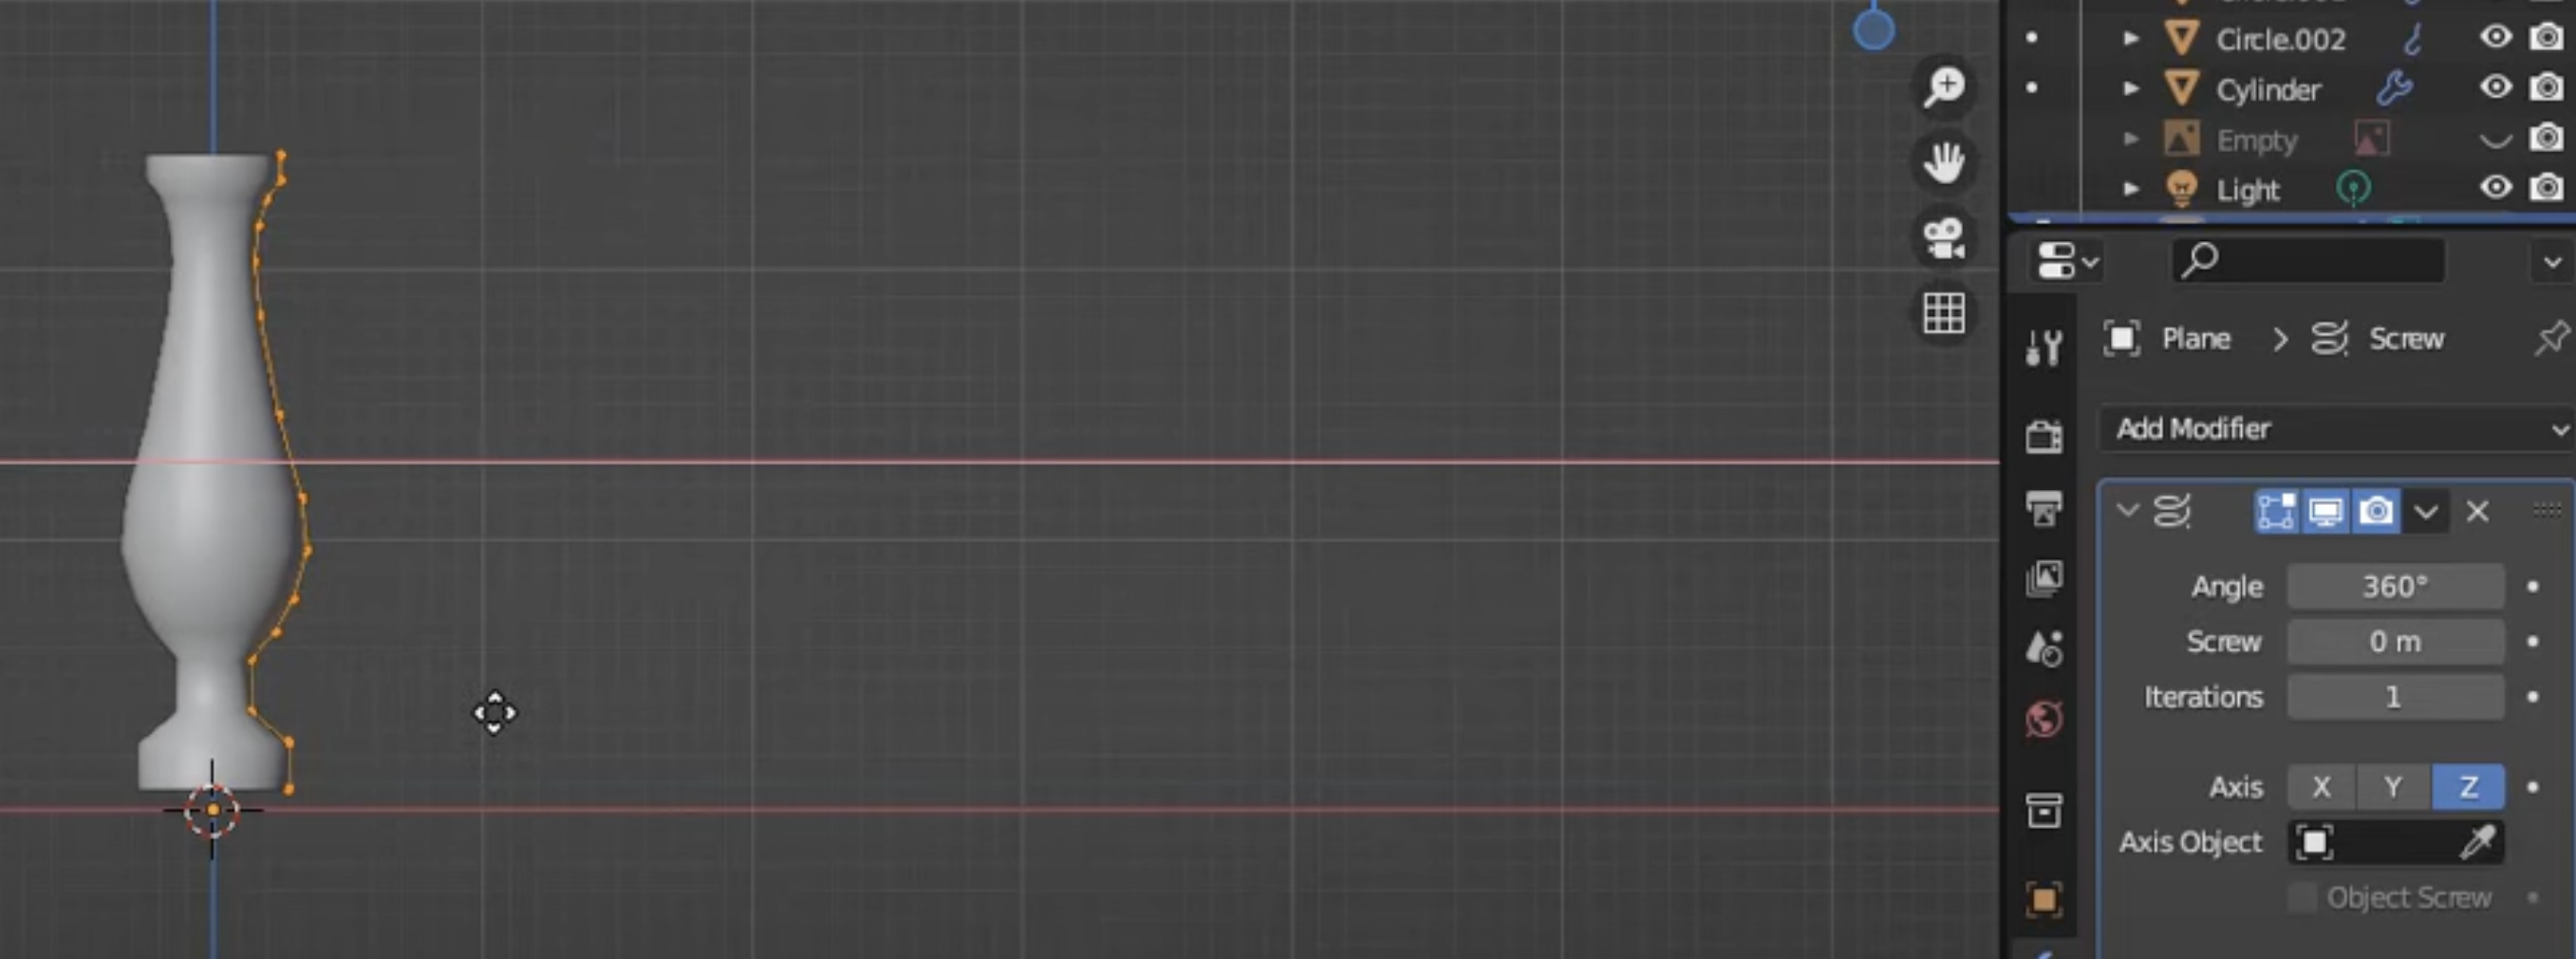 Circle.002
Cylinder
Empty
Light
Plane > Screw
Add Modifier
Angle 360°
Screw 0 m
Iterations 1
Axis X Y Z
Axis Object
Object Screw